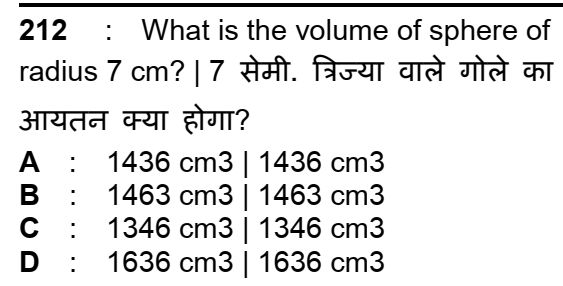 212 : What is the volume of sphere of
radius 7 cm? | 7 सेमी. त्रिज्या वाले गोले का
आयतन क्या होगा?
A : 1436 cm3 | 1436 cm3
B : 1463 cm3 | 1463 cm3
C : 1346 cm3 | 1346 cm3
D : 1636 cm3 | 1636 cm3